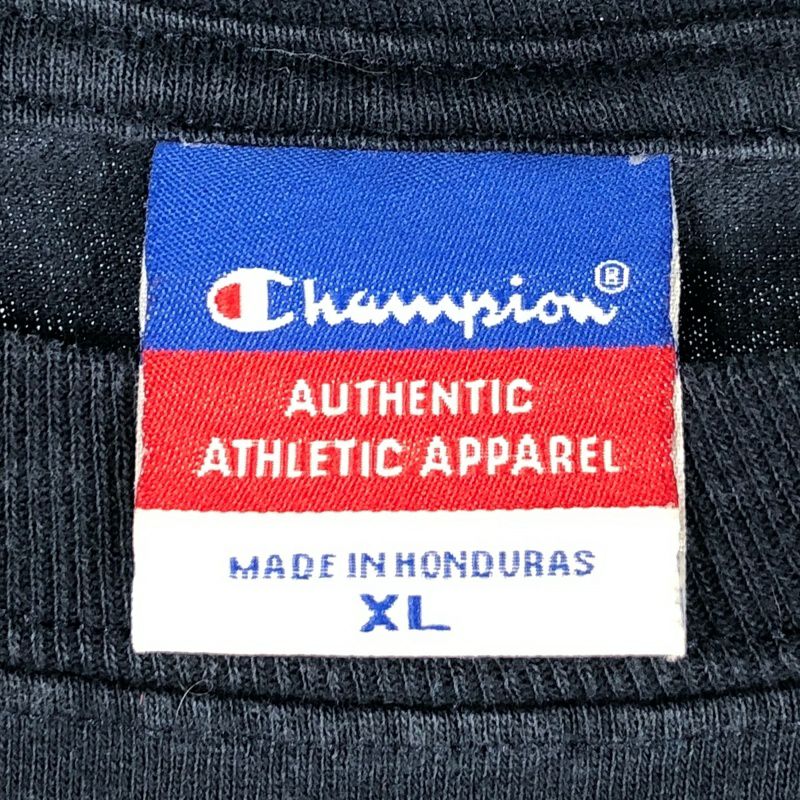 Champion®
AUTHENTIC
ATHLETIC APPAREL
MADE IN HONDURAS
XL